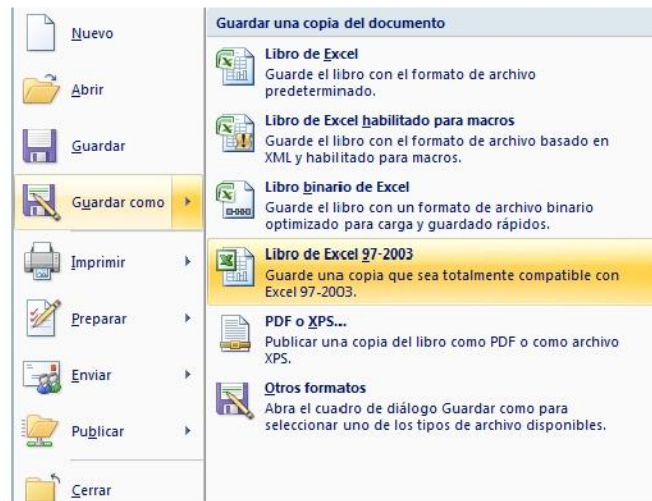 Nuevo
Abrir
Guardar
Guardar como
Imprimir
Preparar
Enviar
Publicar
Cerrar
Guardar una copia del documento
Libro de Excel
Guarde el libro con el formato de archivo
predeterminado.
Libro de Excel habilitado para macros
Guarde el libro con el formato de archivo basado en
XML y habilitado para macros.
Libro binario de Excel
Guarde el libro con un formato de archivo binario
optimizado para carga y guardado rápidos.
Libro de Excel 97-2003
Guarde una copia que sea totalmente compatible con
Excel 97-2003.
PDF o XPS...
Publicar una copia del libro como PDF o como archivo
XPS.
Otros formatos
Abra el cuadro de diálogo Guardar como para
seleccionar uno de los tipos de archivo disponibles.